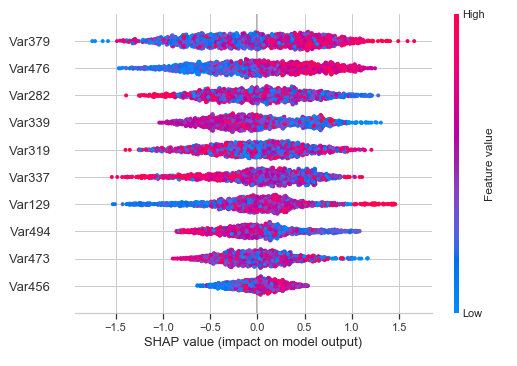 High
Var379
Var476
Var282
Var339
Var319
Var337
Var129
Var494
Var473
Var456
Feature value
Low
−1.5 −1.0 −0.5 0.0 0.5 1.0 1.5
SHAP value (impact on model output)